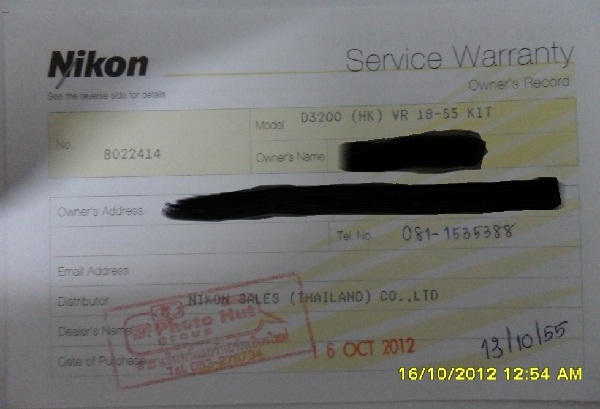 Nikon
Service Warranty
See the reverse side for details
Owner's Record
No. 8022414
Model D3200 (HK) VR 18-55 KIT
Owner's Name
Owner's Address
Tel. No. 081-1535388
Email Address
Distributor NIKON SALES (THAILAND) CO.,LTD
Dealer's Name Photo Hut
GROUP
Date of Purchase 6 OCT 2012 13/10/55
16/10/2012 12:54 AM